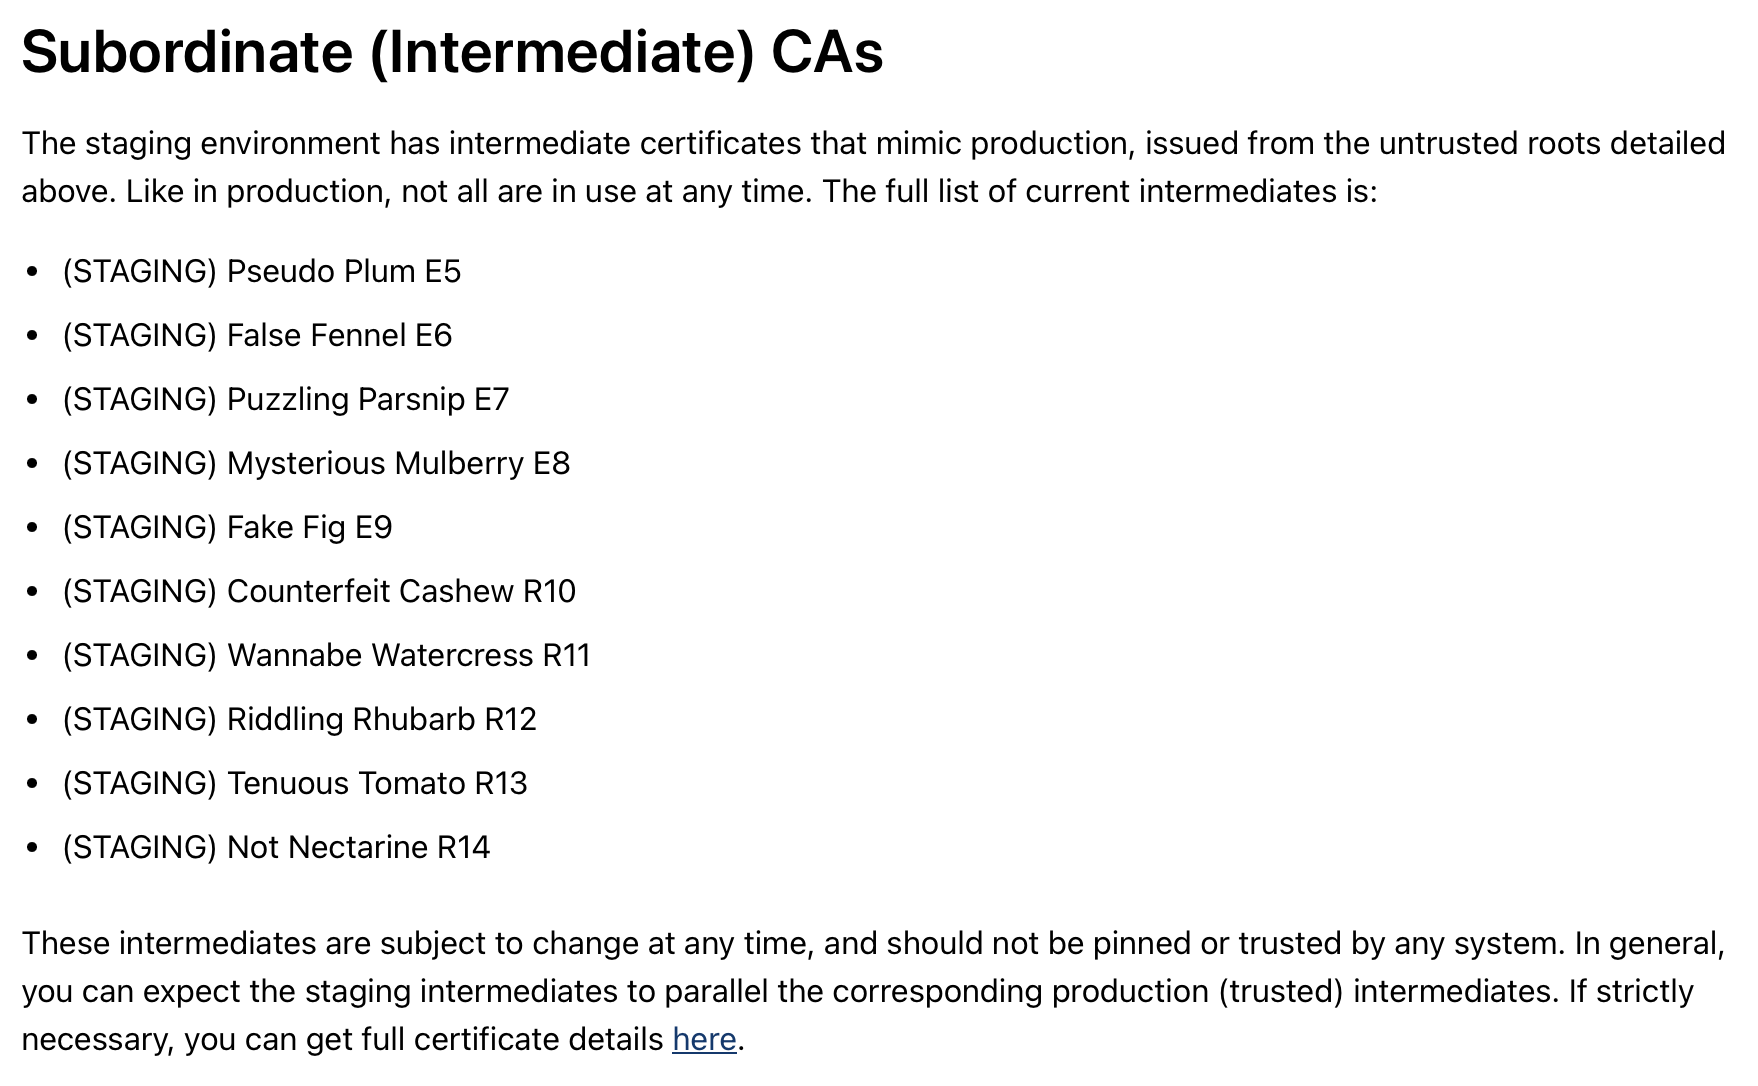 Subordinate (Intermediate) CAs
The staging environment has intermediate certificates that mimic production, issued from the untrusted roots detailed
above. Like in production, not all are in use at any time. The full list of current intermediates is:
• (STAGING) Pseudo Plum E5
• (STAGING) False Fennel E6
• (STAGING) Puzzling Parsnip E7
• (STAGING) Mysterious Mulberry E8
• (STAGING) Fake Fig E9
• (STAGING) Counterfeit Cashew R10
• (STAGING) Wannabe Watercress R11
• (STAGING) Riddling Rhubarb R12
• (STAGING) Tenuous Tomato R13
• (STAGING) Not Nectarine R14
These intermediates are subject to change at any time, and should not be pinned or trusted by any system. In general,
you can expect the staging intermediates to parallel the corresponding production (trusted) intermediates. If strictly
necessary, you can get full certificate details here.